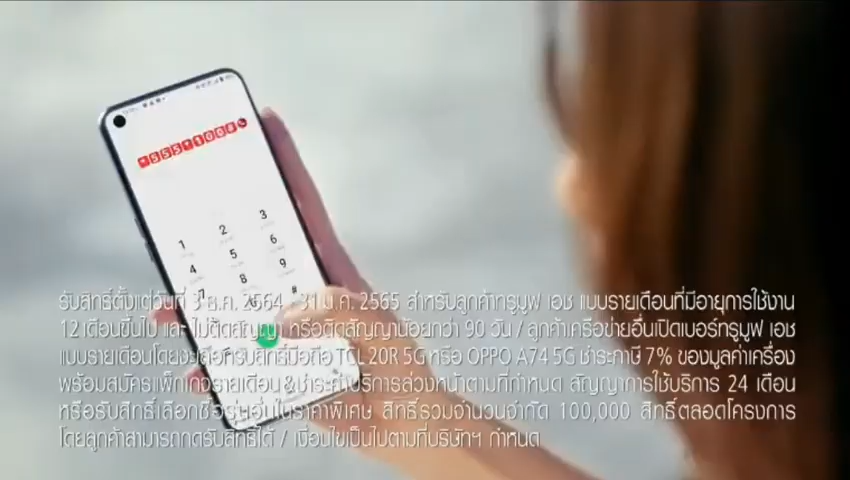 *555*1008
1 2 3
4 5 6
7 8 9
รับสิทธิ์ตั้งแต่วันที่ 3 ธ.ค. 2564 - 31 ม.ค. 2565 สำหรับลูกค้าทรูมูฟ เอช แบบรายเดือนที่มีอายุการใช้งาน
12 เดือนขึ้นไป และ ไม่ติดสัญญา หรือติดสัญญาน้อยกว่า 90 วัน / ลูกค้าเครือข่ายอื่นเปิดเบอร์ทรูมูฟ เอช
แบบรายเดือนโดย เลือกรับสิทธิ์มือถือ TCL 20R 5G หรือ OPPO A74 5G ชำระภาษี 7% ของมูลค่าเครื่อง
พร้อมสมัครแพ็กเกจรายเดือน & ชำระค่าบริการล่วงหน้าตามที่กำหนด สัญญาการใช้บริการ 24 เดือน
หรือรับสิทธิ์เลือกซื้อรุ่นอื่นในราคาพิเศษ สิทธิ์รวมจำนวนจำกัด 100,000 สิทธิ์ตลอดโครงการ
โดยลูกค้าสามารถกดรับสิทธิ์ได้ / เงื่อนไขเป็นไปตามที่บริษัทฯ กำหนด